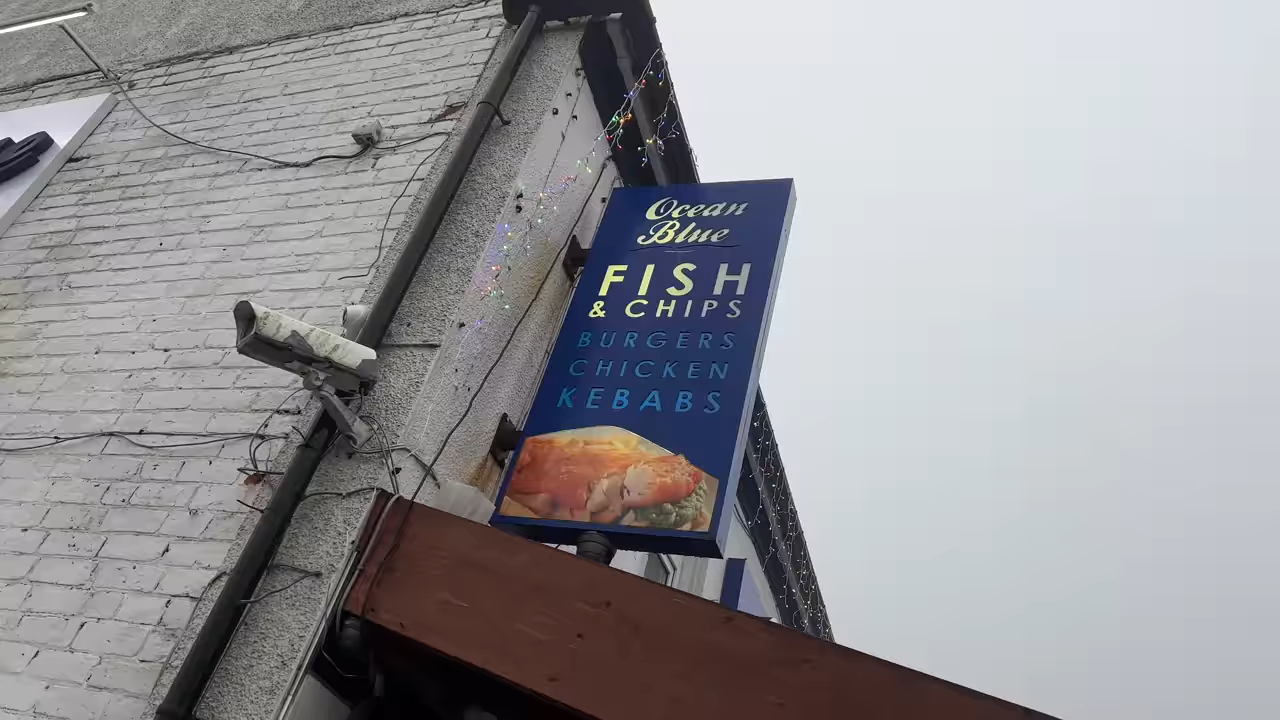 Ocean
Blue
FISH
& CHIPS
BURGERS
CHICKEN
KEBABS